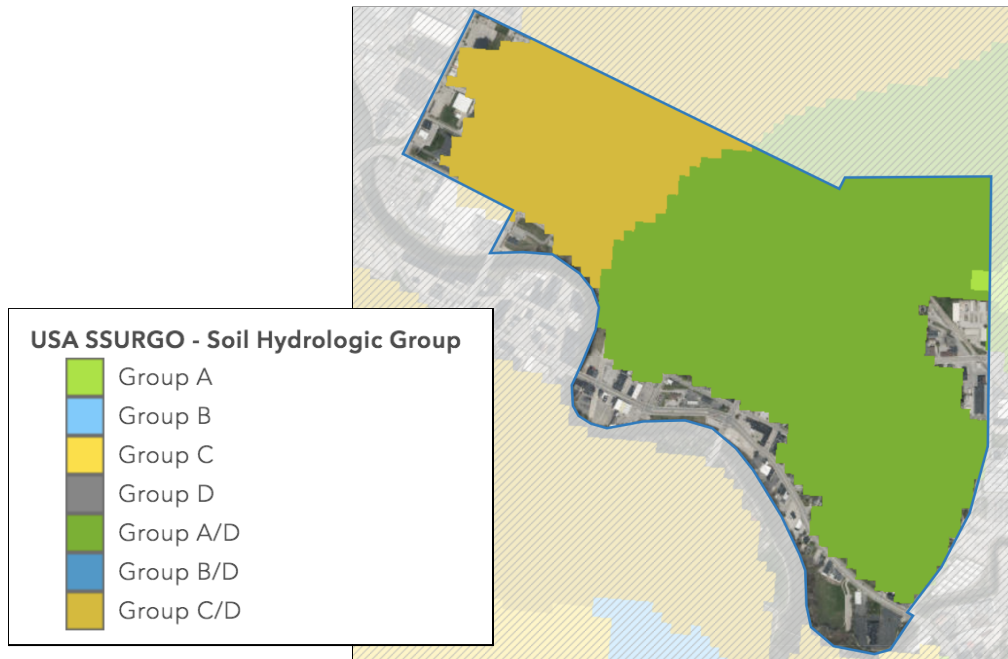 USA SSURGO - Soil Hydrologic Group
Group A
Group B
Group C
Group D
Group A/D
Group B/D
Group C/D